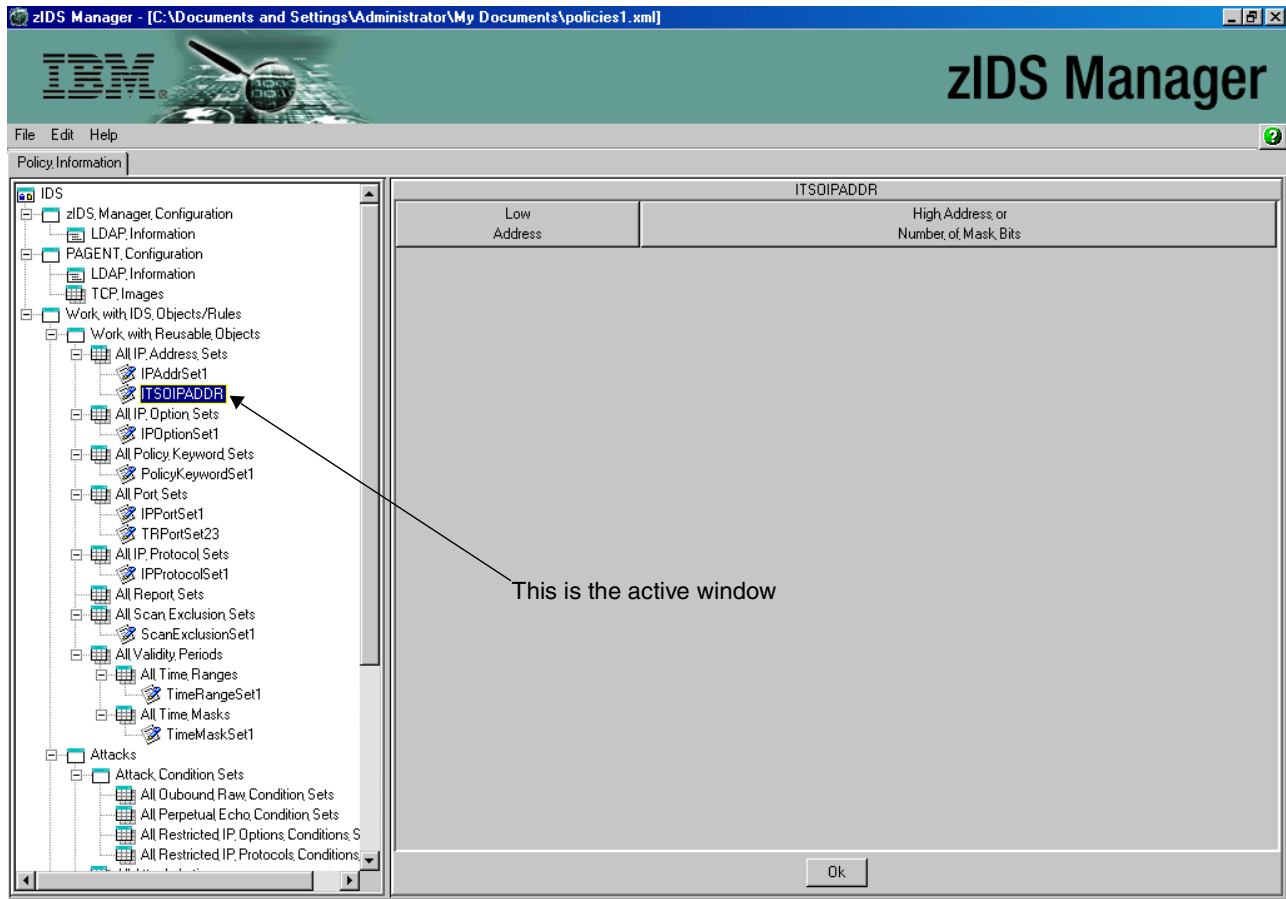 zIDS Manager - [C:\Documents and Settings\Administrator\My Documents\policies1.xml]
IBM®
zIDS Manager
File Edit Help
Policy Information
IDS
zIDS Manager Configuration
LDAP Information
PAGENT Configuration
LDAP Information
TCP Images
Work with IDS Objects/Rules
Work with Reusable Objects
All IP Address Sets
IPAddrSet1
ITSOIPADDR
All IP Option Sets
IPOptionSet1
All Policy Keyword Sets
PolicyKeywordSet1
All Port Sets
IPPortSet1
TRPortSet23
All IP Protocol Sets
IPProtocolSet1
All Report Sets
All Scan Exclusion Sets
ScanExclusionSet1
All Validity Periods
All Time Ranges
TimeRangeSet1
All Time Masks
TimeMaskSet1
Attacks
Attack Condition Sets
All Oubound Raw Condition Sets
All Perpetual Echo Condition Sets
All Restricted IP Options Conditions S
All Restricted IP Protocols Conditions
ITSOIPADDR
Low
Address
High Address or
Number of Mask Bits
This is the active window
Ok